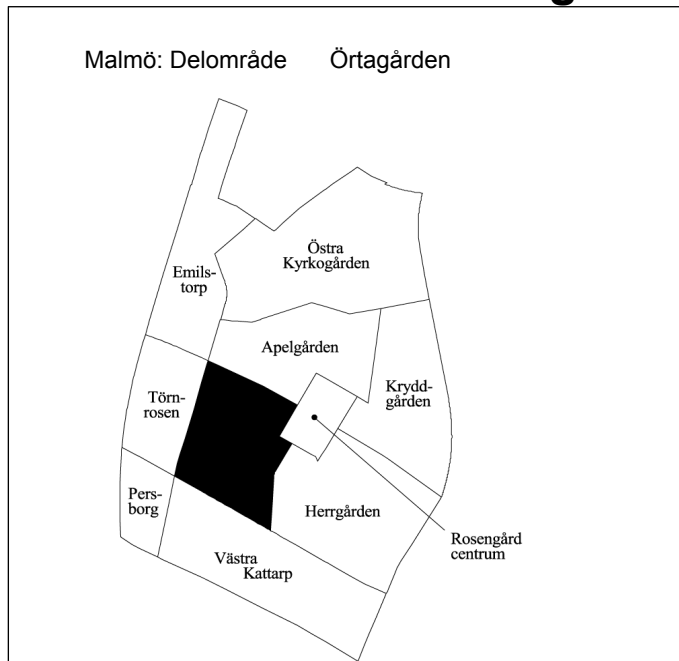 Malmö: Delområde Örtagården
Östra
Kyrkogården
Emils-
torp
Apelgården
Krydd-
gården
Törn-
rosen
Pers-
borg
Herrgården
Rosengård
centrum
Västra
Kattarp